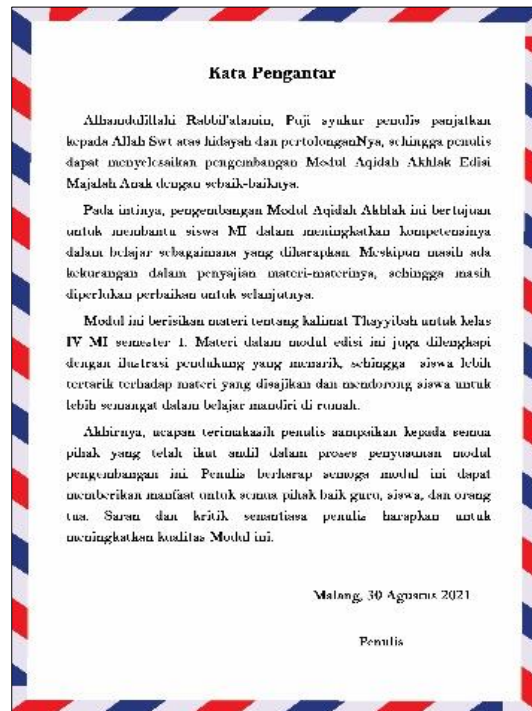 Kata Pengantar
Alhamdulillahi Rabbil'alamin, Puji syukur penulis panjatkan
kepada Allah Swt atas hidayah dan pertolonganNya, sehingga penulis
dapat menyelesaikan pengembangan Modul Aqidah Akhlak Edisi
Majalah Anak dengan sebaik-baiknya.
Pada intinya, pengembangan Modul Aqidah Akhlak ini bertujuan
untuk membantu siswa MI dalam meningkatkan kompetensinya
dalam belajar sebagaimana yang diharapkan. Meskipun masih ada
kekurangan dalam penyajian materi-materinya, sehingga masih
diperlukan perbaikan untuk selanjutnya.
Modul ini berisikan materi tentang kalimat Thayyibah untuk kelas
IV MI semester 1. Materi dalam modul edisi ini juga dilengkapi
dengan ilustrasi pendukung yang menarik, sehingga siswa lebih
tertarik terhadap materi yang disajikan dan mendorong siswa untuk
lebih semangat dalam belajar mandiri di rumah.
Akhirnya, ucapan terimakasih penulis sampaikan kepada semua
pihak yang telah ikut andil dalam proses penyusunan modul
pengembangan ini. Penulis berharap semoga modul ini dapat
memberikan manfaat untuk semua pihak baik guru, siswa, dan orang
tua. Saran dan kritik senantiasa penulis harapkan untuk
meningkatkan kualitas Modul ini.
Malang, 30 Agustus 2021
Penulis